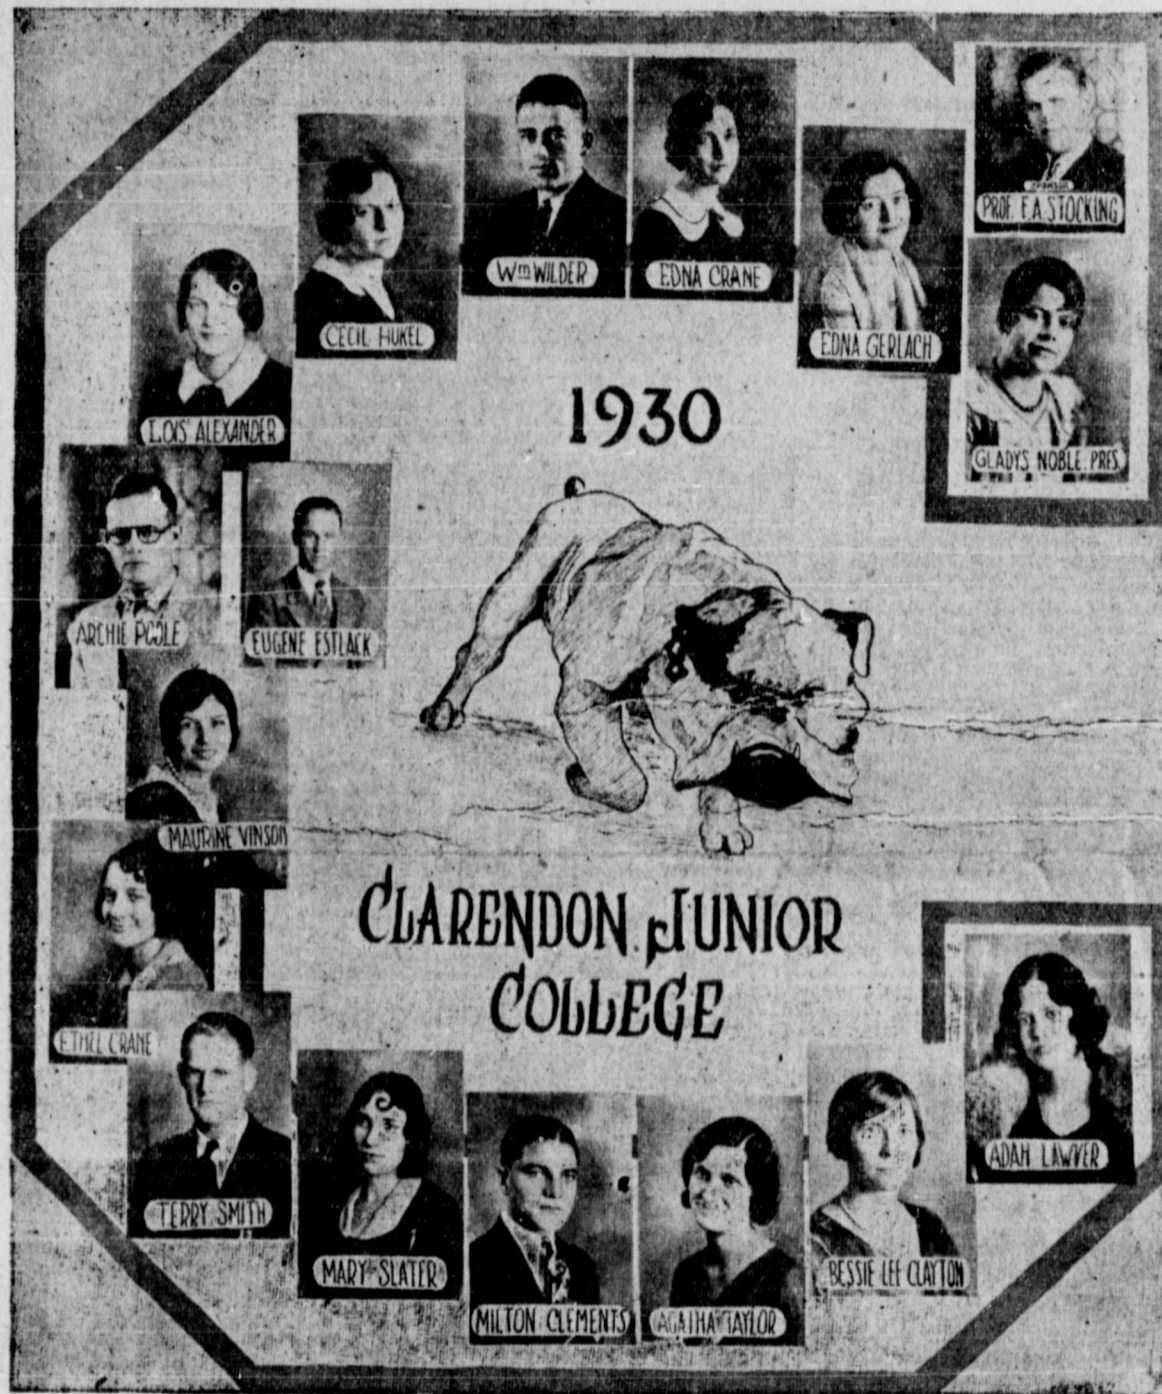 Wm WILDER
EDNA CRANE
CECIL HUKEL
EDNA GERLACH
SPONSOR
PROF. F.A. STOCKING
GLADYS NOBLE. PRES.
LOIS ALEXANDER
1930
ARCHIE POOLE
EUGENE ESTLACK
MAURINE VINSON
ETHEL CRANE
CLARENDON JUNIOR
COLLEGE
TERRY SMITH
MARY SLATER
MILTON CLEMENTS
AGATHA TAYLOR
BESSIE LEE CLAYTON
ADAH LAWVER